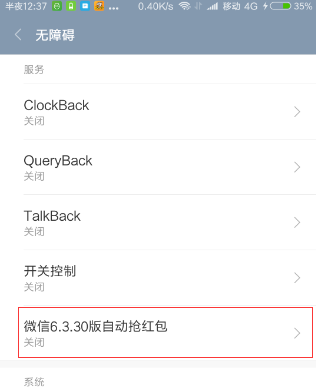 半夜12:37 ... 0.40K/s 移动 4G 35%
无障碍
服务
ClockBack
关闭
QueryBack
关闭
TalkBack
关闭
开关控制
关闭
微信6.3.30版自动抢红包
关闭
系统